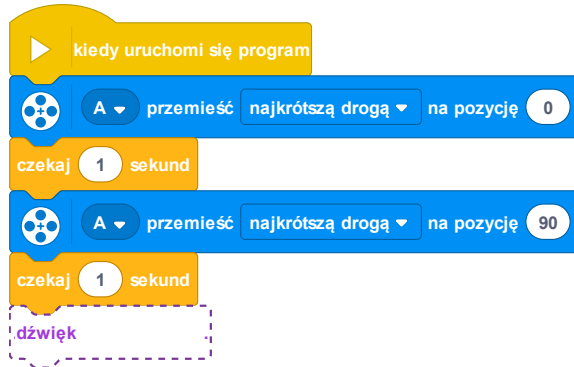 kiedy uruchomi się program
A przemieść najkrótszą drogą na pozycję 0
czekaj 1 sekund
A przemieść najkrótszą drogą na pozycję 90
czekaj 1 sekund
.dźwięk .